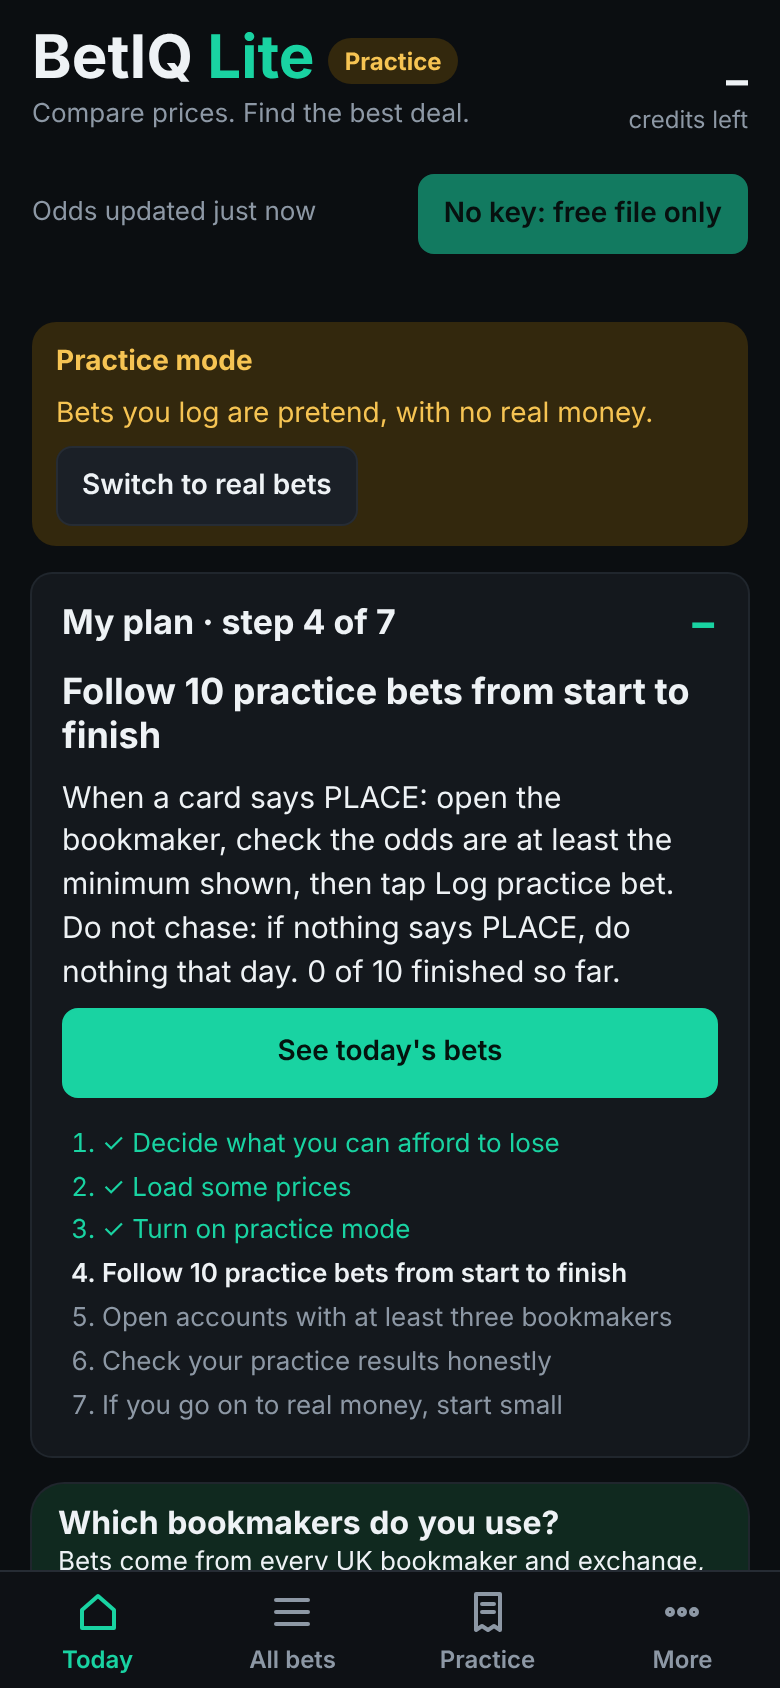 BetIQ Lite Practice
Compare prices. Find the best deal.
–
credits left
Odds updated just now
No key: free file only
Practice mode
Bets you log are pretend, with no real money.
Switch to real bets
My plan · step 4 of 7
–
Follow 10 practice bets from start to
finish
When a card says PLACE: open the
bookmaker, check the odds are at least the
minimum shown, then tap Log practice bet.
Do not chase: if nothing says PLACE, do
nothing that day. 0 of 10 finished so far.
See today's bets
1. ✓ Decide what you can afford to lose
2. ✓ Load some prices
3. ✓ Turn on practice mode
4. Follow 10 practice bets from start to finish
5. Open accounts with at least three bookmakers
6. Check your practice results honestly
7. If you go on to real money, start small
Which bookmakers do you use?
Bets come from every UK bookmaker and exchange,
Today
All bets
Practice
More